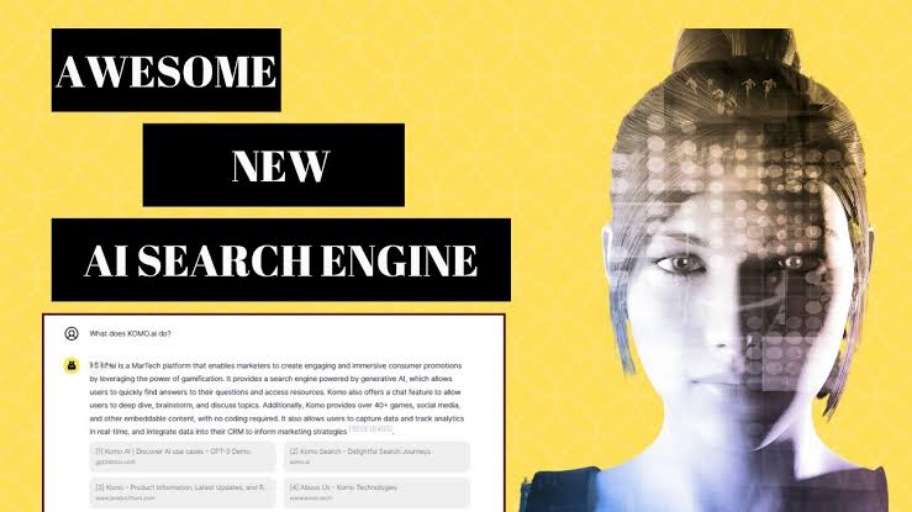 AWESOME
NEW
AI SEARCH ENGINE
What does KOMO.ai do?
is a MarTech platform that enables marketers to create engaging and immersive consumer promotions
by leveraging the power of gamification. It provides a search engine powered by generative AI, which allows
users to quickly find answers to their questions and access resources. Komo also offers a chat feature to allow
users to deep dive, brainstorm, and discuss topics. Additionally, Komo provides over 40+ games, social media,
and other embeddable content, with no coding required. It also allows users to capture data and track analytics
in real-time, and integrate data into their CRM to inform marketing strategies
[1] Komo AI | Discover AI use cases - GPT-3 Demo
[2] Komo Search - Delightful Search Journeys
komo.ai
[3] Komo - Product Information, Latest Updates, and R..
[4] About Us - Komo Technologies
www.producthunt.com